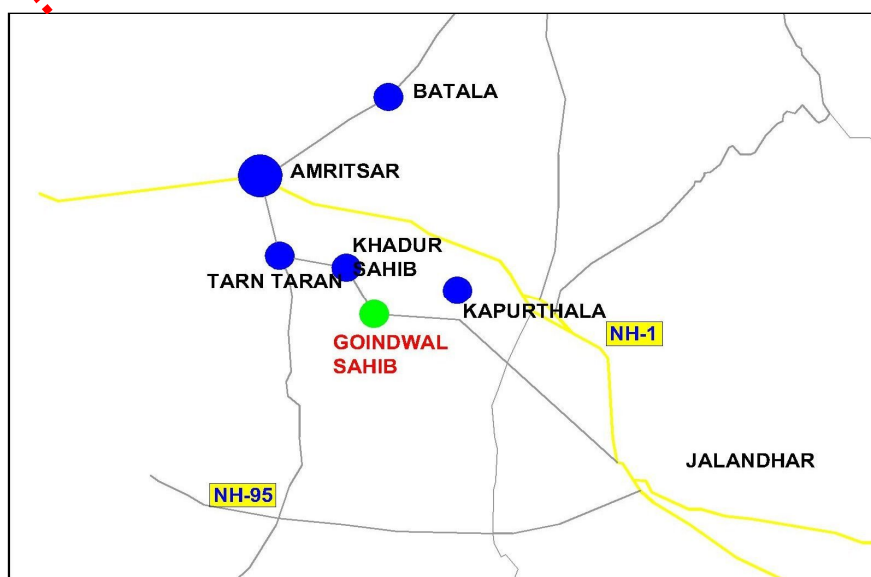 BATALA
AMRITSAR
KHADUR
SAHIB
TARN TARAN
KAPURTHALA
GOINDWAL
SAHIB
NH-1
JALANDHAR
NH-95